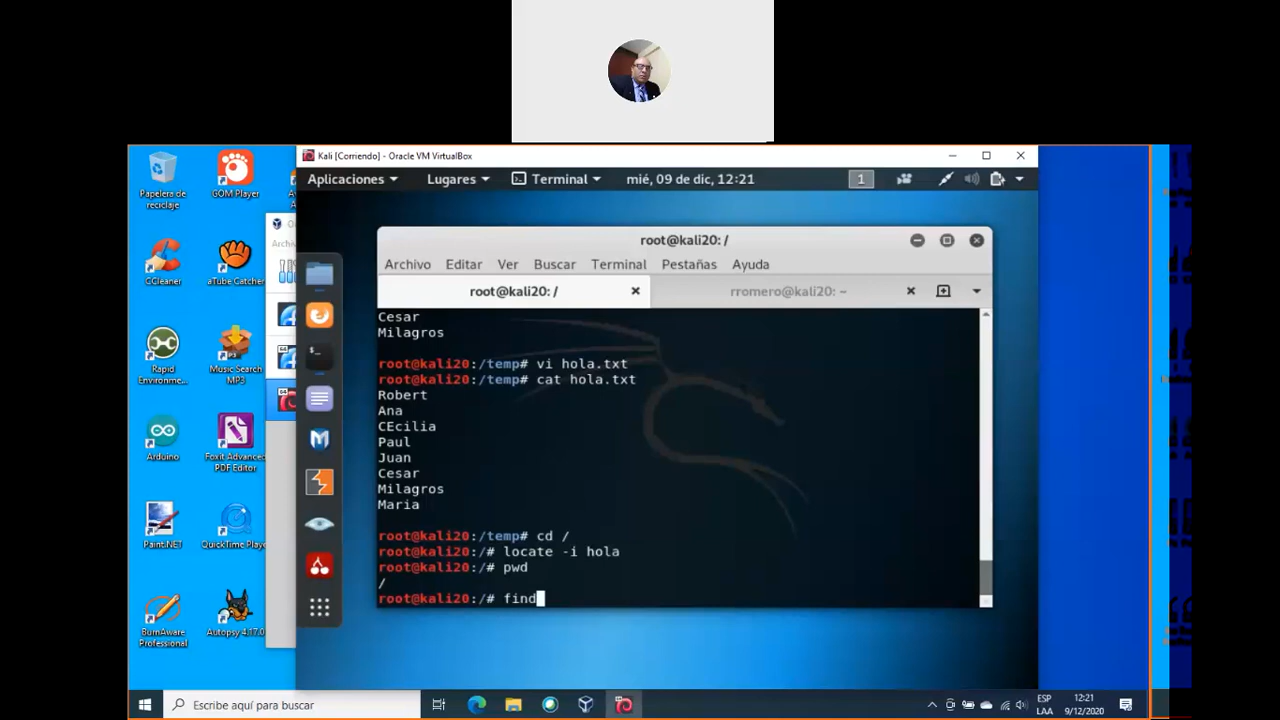 Kali [Corriendo] - Oracle VM VirtualBox
Aplicaciones
Lugares
Terminal
mié, 09 de dic, 12:21
1
root@kali20: /
Archivo Editar Ver Buscar Terminal Pestañas Ayuda
root@kali20: /
rromero@kali20: ~
Cesar
Milagros
root@kali20:/temp# vi hola.txt
root@kali20:/temp# cat hola.txt
Robert
Ana
CEcilia
Paul
Juan
Cesar
Milagros
Maria
root@kali20:/temp# cd /
root@kali20:/# locate -i hola
root@kali20:/# pwd
/
root@kali20:/# find
Papelera de
reciclaje
GOM Player
CCleaner
aTube Catcher
Rapid
Environme...
Music Search
MP3
Arduino
Foxit Advanced
PDF Editor
Paint.NET
QuickTime Player
BurnAware
Professional
Autopsy 4.17.0
Escribe aquí para buscar
ESP
LAA
12:21
9/12/2020